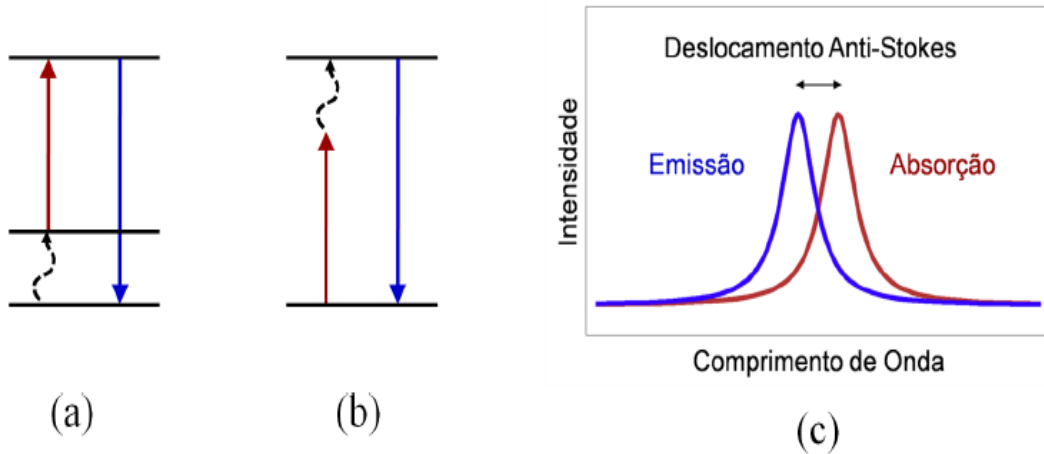 Deslocamento Anti-Stokes
Intensidade
Emissão
Absorção
Comprimento de Onda
(a)
(b)
(c)